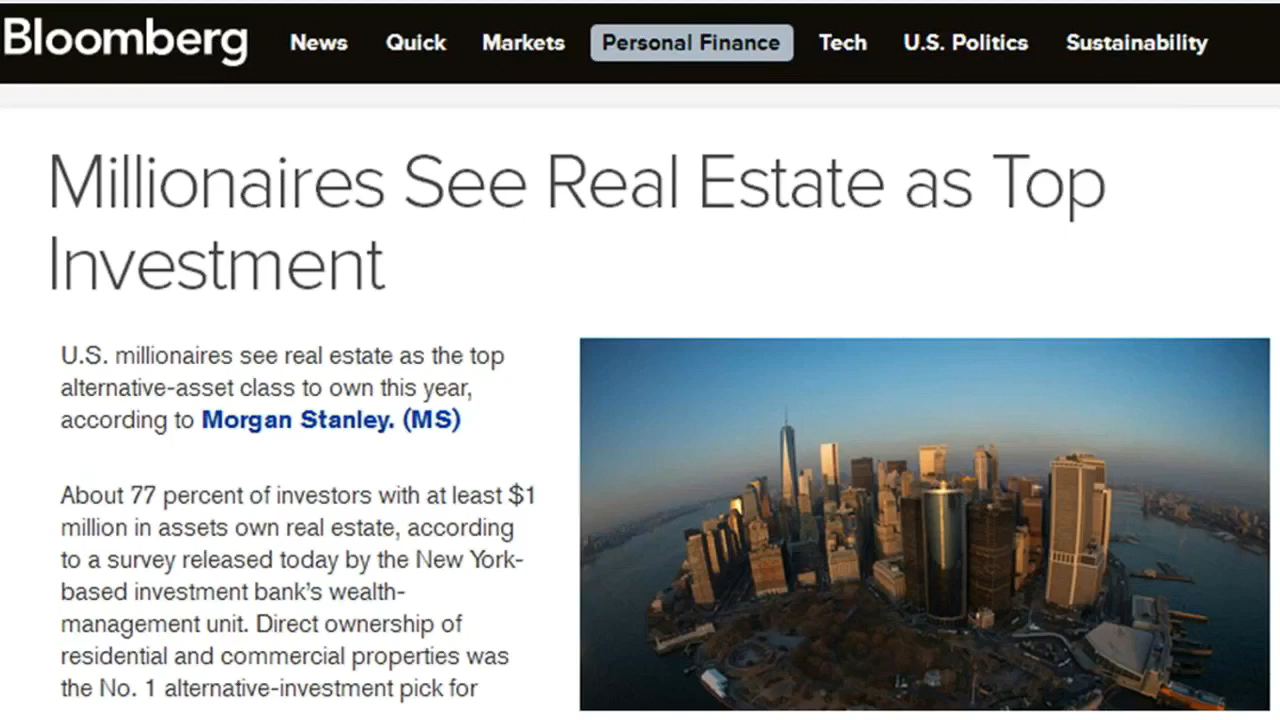 Bloomberg News Quick Markets Personal Finance Tech U.S. Politics Sustainability
Millionaires See Real Estate as Top
Investment
U.S. millionaires see real estate as the top
alternative-asset class to own this year,
according to Morgan Stanley. (MS)
About 77 percent of investors with at least $1
million in assets own real estate, according
to a survey released today by the New York-
based investment bank's wealth-
management unit. Direct ownership of
residential and commercial properties was
the No. 1 alternative-investment pick for